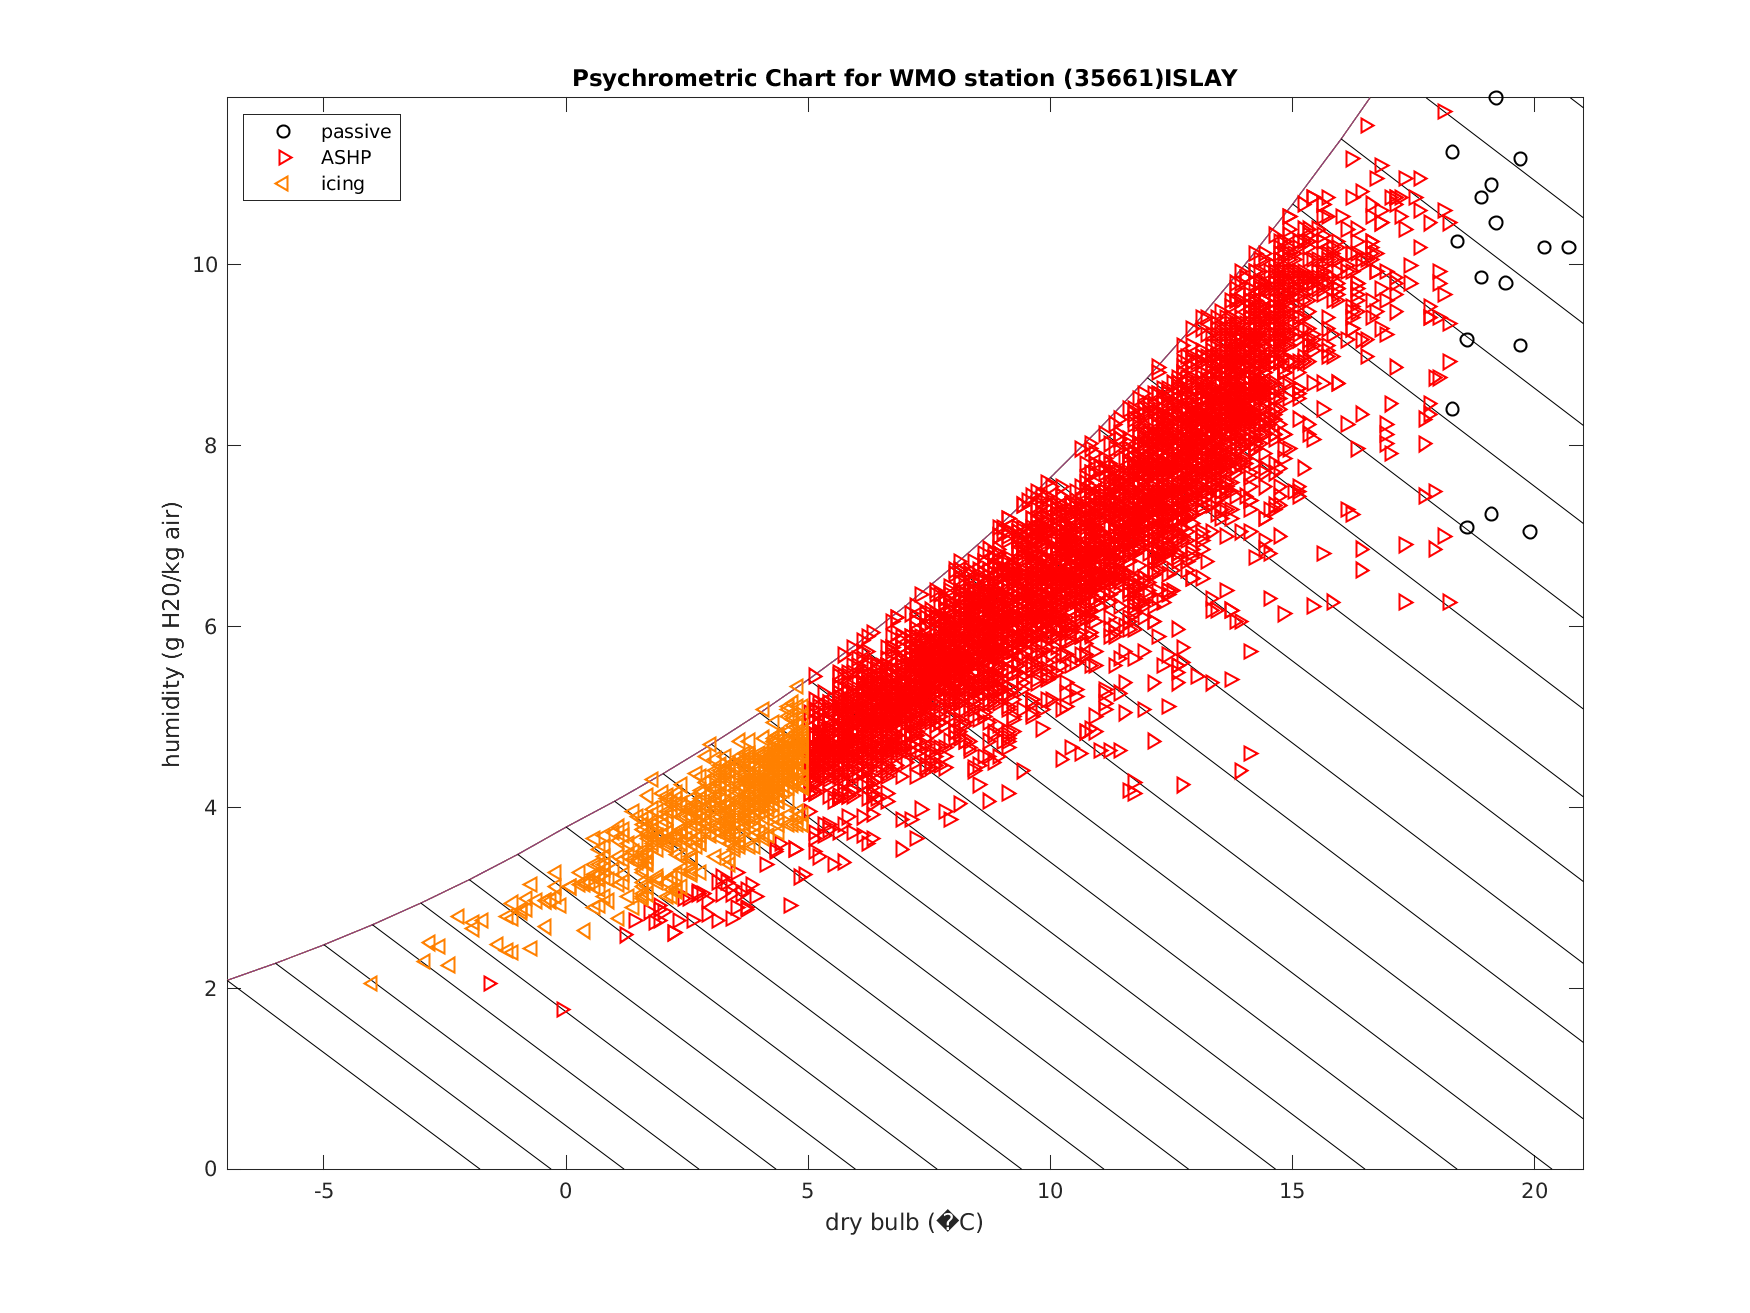 Psychrometric Chart for WMO station (35661)ISLAY
passive
ASHP
icing
humidity (g H20/kg air)
10
8
6
4
2
0
-5
0
5
10
15
20
dry bulb (�C)